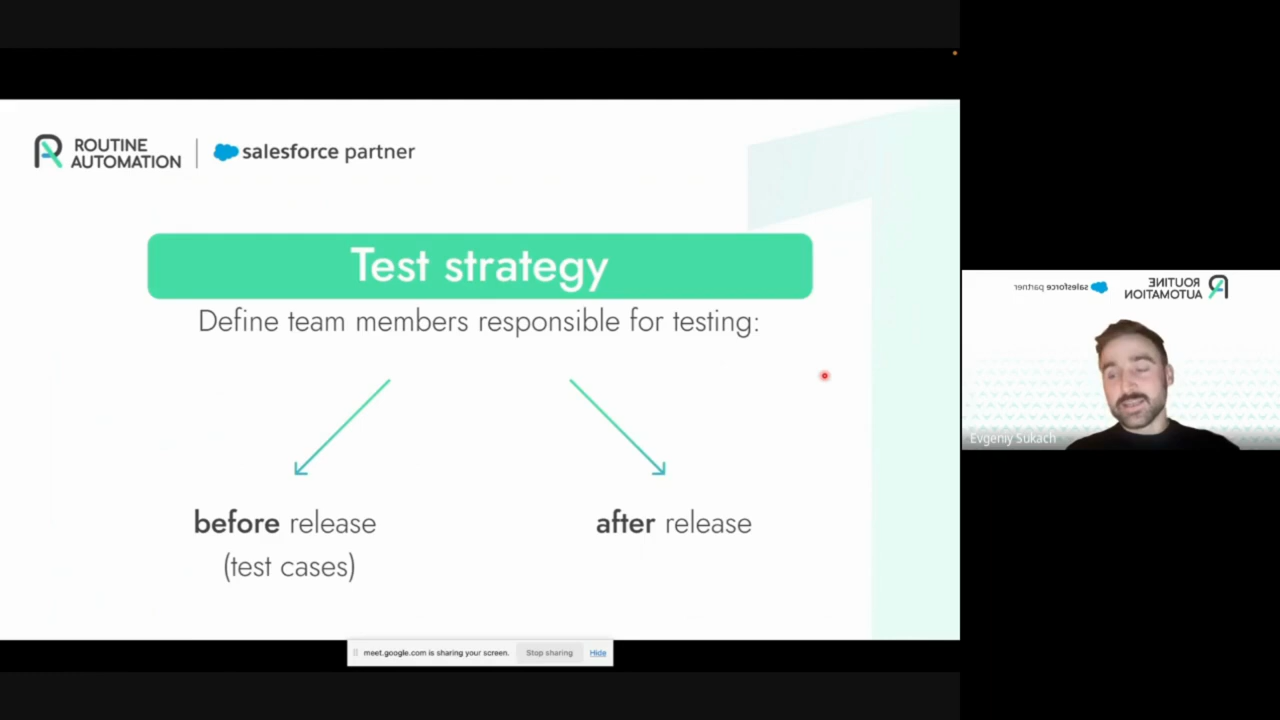 ROUTINE
AUTOMATION
salesforce partner
Test strategy
Define team members responsible for testing:
before release
(test cases)
after release
meet.google.com is sharing your screen. Stop sharing Hide
salesforce partner
ROUTINE
AUTOMATION
Evgeniy Sukach